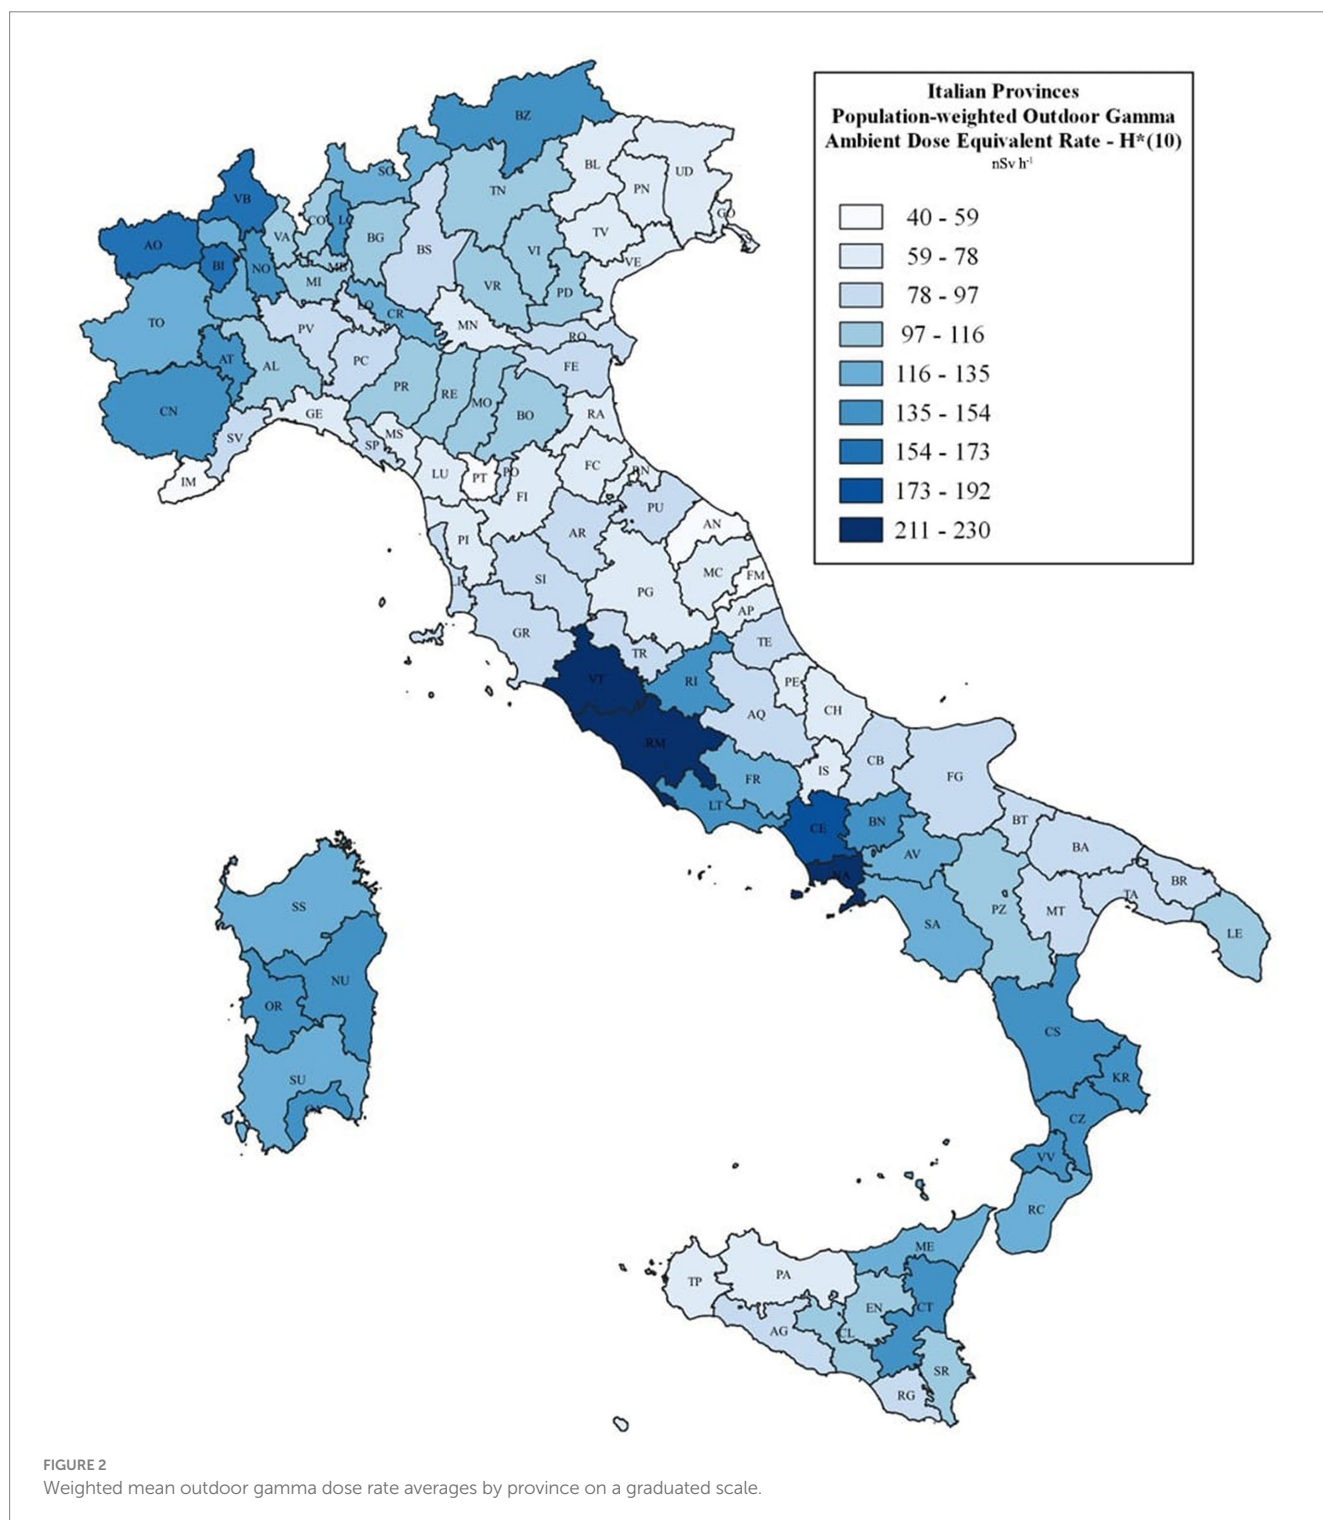 Italian Provinces
Population-weighted Outdoor Gamma
Ambient Dose Equivalent Rate - H*(10)
nSv h-1
40 - 59
59 - 78
78 - 97
97 - 116
116 - 135
135 - 154
154 - 173
173 - 192
211 - 230
BZ
SO
BL
UD
TN
PN
VB
CO
GO
VA
BG
BS
TV
AO
VI
VE
BI
NO
MI
VR
PD
TO
CR
PV
MN
RO
AT
AL
PC
FE
CN
PR
RE
MO
BO
GE
RA
SV
SP
MS
IM
LU
PT
PO
FC
FI
PU
AN
AR
PI
SI
MC
FM
PG
AP
GR
TR
TE
VT
RI
PE
AQ
CH
RM
CB
IS
FG
FR
LT
CE
BN
BT
AV
BA
NA
BR
TA
PZ
MT
SA
LE
SS
NU
OR
SU
CS
KR
CZ
VV
RC
ME
TP
PA
EN
CT
AG
CL
SR
RG
FIGURE 2
Weighted mean outdoor gamma dose rate averages by province on a graduated scale.